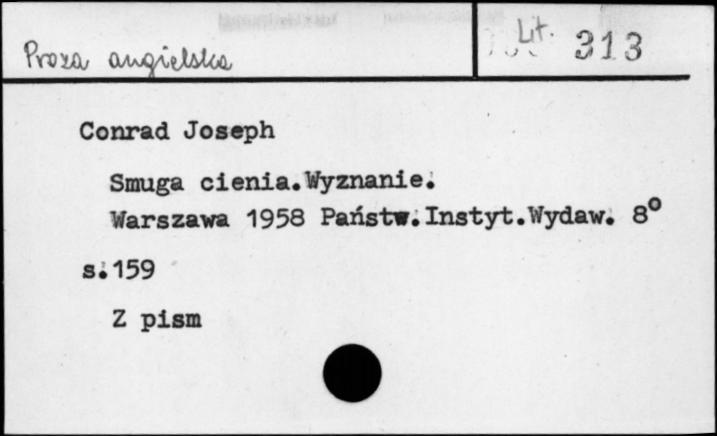 Proza angielska
Lit. 313
Conrad Joseph
Smuga cienia.Wyznanie.
Warszawa 1958 Państw.Instyt.Wydaw. 8°
s.159
Z pism